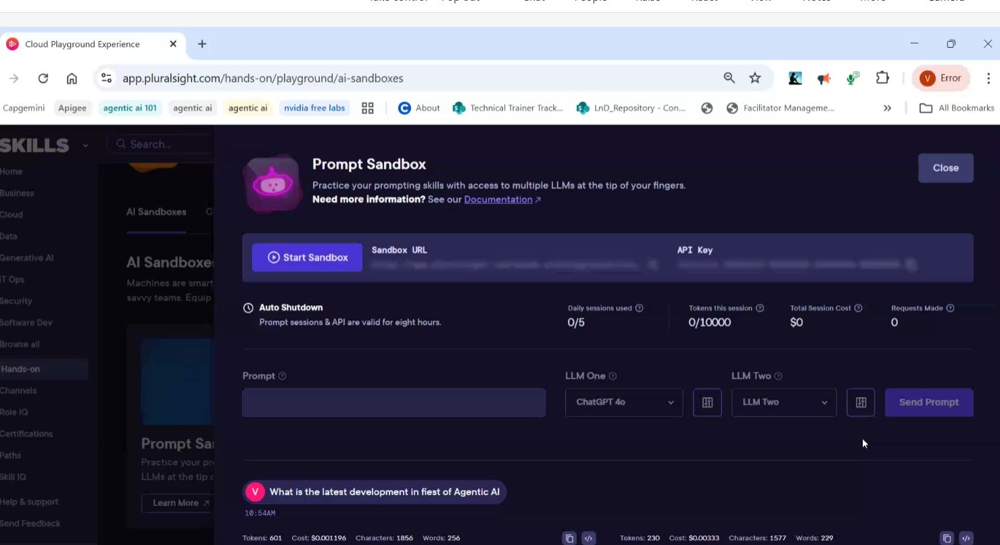 Cloud Playground Experience
app.pluralsight.com/hands-on/playground/ai-sandboxes
V Error
Capgemini Apigee agentic ai 101 agentic ai agentic ai nvidia free labs About Technical Trainer Track... LnD_Repository - Con... Facilitator Manageme... » All Bookmarks
SKILLS
Search...
Home
Business
Cloud
Data
Generative AI
IT Ops
Security
Software Dev
Browse all
Hands-on
Channels
Role IQ
Certifications
Paths
Skill IQ
Help & support
Send Feedback
AI Sandboxes
AI Sandboxes
Machines are smart
savvy teams. Equip
Prompt Sa
Practice your pr
LLMs at the tip
Learn More
Prompt Sandbox
Close
Practice your prompting skills with access to multiple LLMs at the tip of your fingers.
Need more information? See our Documentation
Start Sandbox
Sandbox URL
API Key
Auto Shutdown
Prompt sessions & API are valid for eight hours.
Daily sessions used
0/5
Tokens this session
0/10000
Total Session Cost
$0
Requests Made
0
Prompt
LLM One
LLM Two
ChatGPT 4o
LLM Two
Send Prompt
V What is the latest development in fiest of Agentic AI
10:54AM
Tokens: 601 Cost: $0.001196 Characters: 1856 Words: 256
Tokens: 230 Cost: $0.00333 Characters: 1577 Words: 229